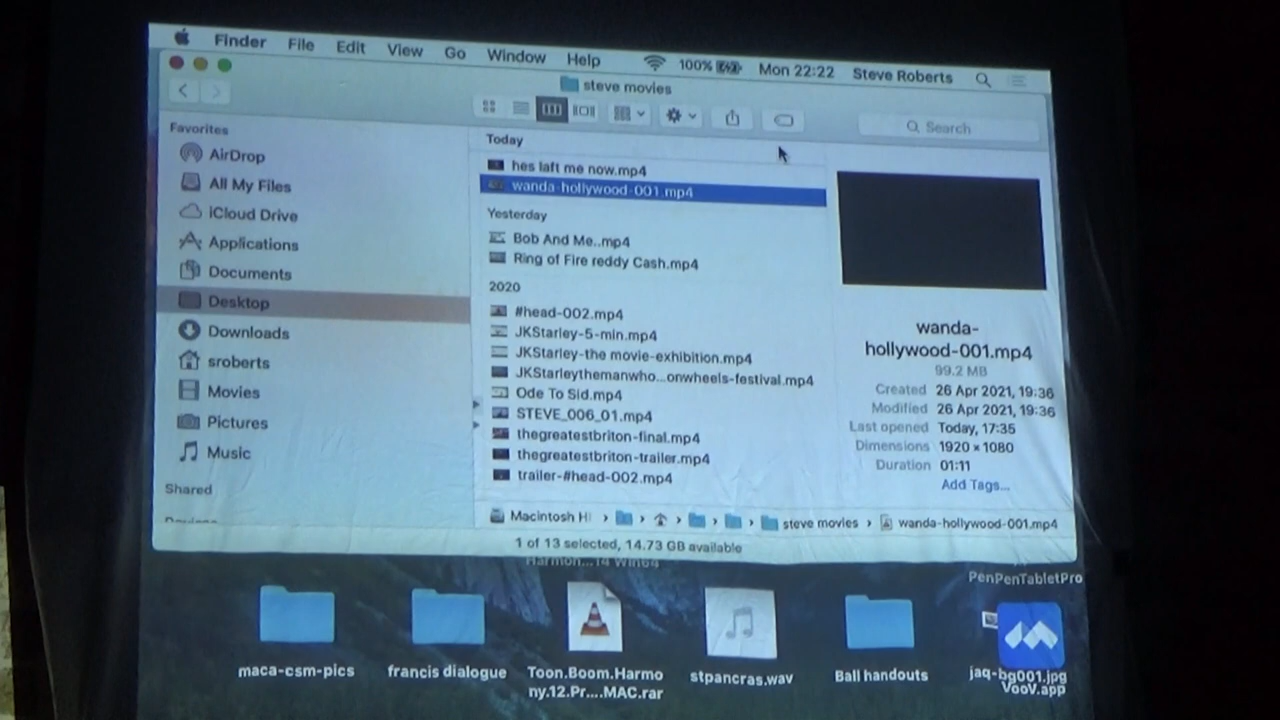 Finder File Edit View Go Window Help 100% Mon 22:22 Steve Roberts
steve movies
Search
Favorites
AirDrop
All My Files
iCloud Drive
Applications
Documents
Desktop
Downloads
sroberts
Movies
Pictures
Music
Shared
Devices
Today
hes laft me now.mp4
wanda-hollywood-001.mp4
Yesterday
Bob And Me..mp4
Ring of Fire reddy Cash.mp4
2020
#head-002.mp4
JKStarley-5-min.mp4
JKStarley-the movie-exhibition.mp4
JKStarleythemanwho...onwheels-festival.mp4
Ode To Sid.mp4
STEVE_006_01.mp4
thegreatestbriton-final.mp4
thegreatestbriton-trailer.mp4
trailer-#head-002.mp4
wanda-
hollywood-001.mp4
99.2 MB
Created 26 Apr 2021, 19:36
Modified 26 Apr 2021, 19:36
Last opened Today, 17:35
Dimensions 1920 × 1080
Duration 01:11
Add Tags...
Macintosh H › › › › › steve movies › wanda-hollywood-001.mp4
1 of 13 selected, 14.73 GB available
PenPenTabletPro
maca-csm-pics
francis dialogue
Toon.Boom.Harmo
ny.12.Pr....MAC.rar
stpancras.wav
Ball handouts
jaq-bg001.jpg
VooV.app